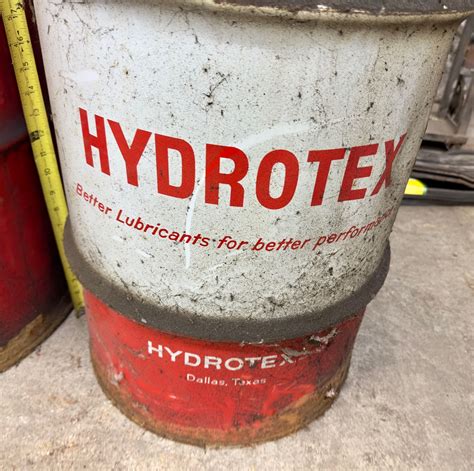 HYDROTEX
Better Lubricants for better performance
HYDROTEX
Dallas, Texas